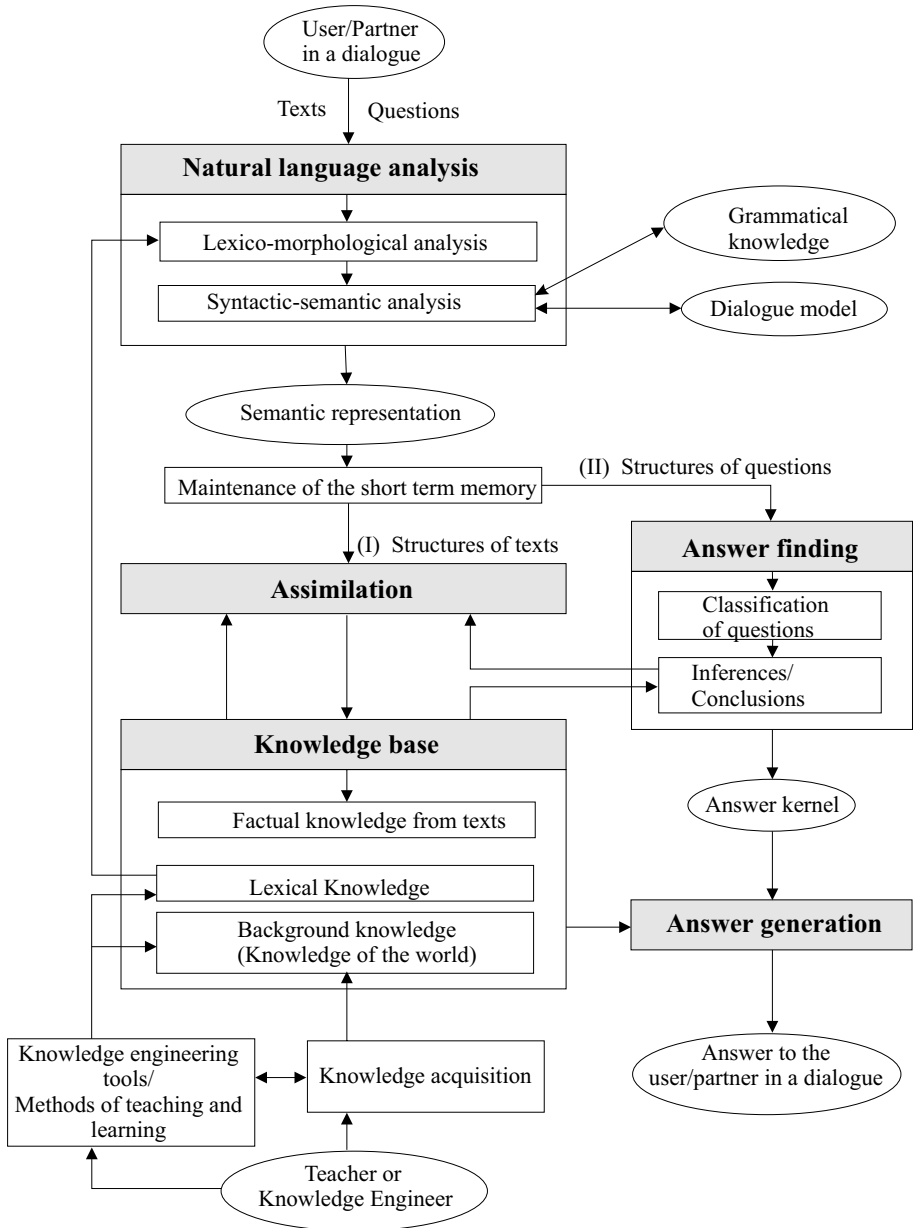 User/Partner
in a dialogue
Texts
Questions
Natural language analysis
Lexico-morphological analysis
Syntactic-semantic analysis
Grammatical
knowledge
Dialogue model
Semantic representation
Maintenance of the short term memory
(II) Structures of questions
(I) Structures of texts
Answer finding
Classification
of questions
Inferences/
Conclusions
Assimilation
Knowledge base
Factual knowledge from texts
Lexical Knowledge
Background knowledge
(Knowledge of the world)
Answer kernel
Answer generation
Answer to the
user/partner in a dialogue
Knowledge engineering
tools/
Methods of teaching and
learning
Knowledge acquisition
Teacher or
Knowledge Engineer